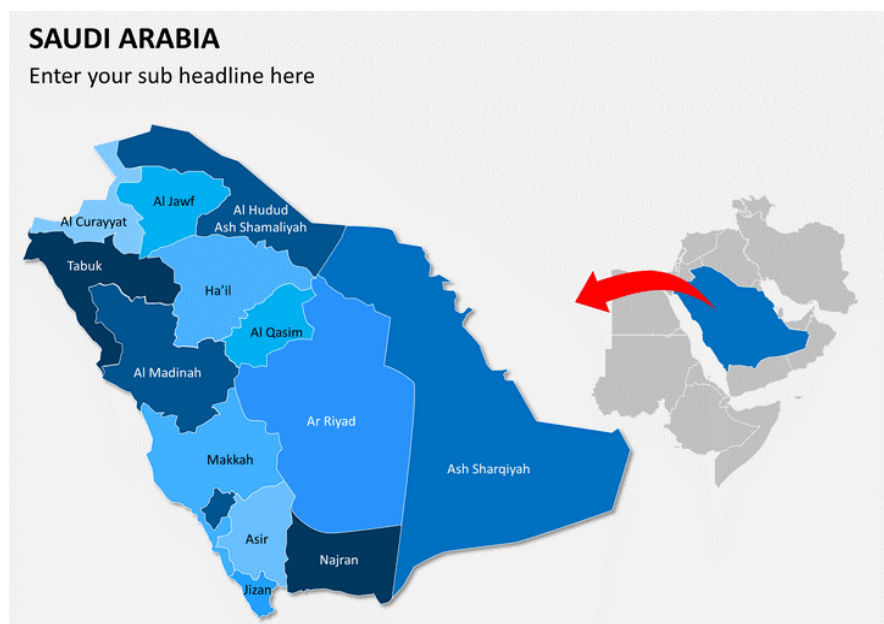 SAUDI ARABIA
Enter your sub headline here
Al Jawf
Al Curayyat
Al Hudud
Ash Shamaliyah
Tabuk
Ha'il
Al Qasim
Al Madinah
Ar Riyad
Makkah
Ash Sharqiyah
Asir
Najran
Jizan